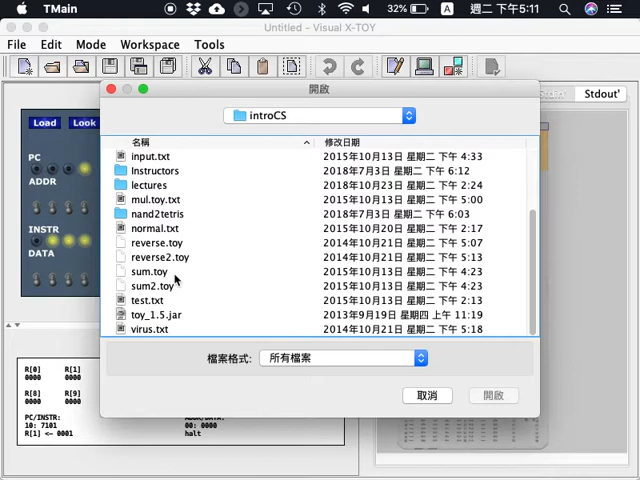 TMain
32%
A
週二 下午5:11
Untitled - Visual X-TOY
File Edit Mode Workspace Tools
開啟
introCS
Stdout'
Load
Look
名稱
修改日期
input.txt 2015年10月13日 星期二 下午 4:33
Instructors 2018年7月3日 星期二 下午 6:12
lectures 2018年10月23日 星期二 下午 2:24
mul.toy.txt 2015年10月13日 星期二 下午 5:00
nand2tetris 2018年7月3日 星期二 下午 6:03
normal.txt 2015年10月20日 星期二 下午 2:17
reverse.toy 2014年10月21日 星期二 下午 5:07
reverse2.toy 2014年10月21日 星期二 下午 5:13
sum.toy 2015年10月13日 星期二 下午 4:23
sum2.toy 2015年10月13日 星期二 下午 4:23
test.txt 2015年10月13日 星期二 下午 2:13
toy_1.5.jar 2013年9月19日 星期四 上午 11:19
virus.txt 2014年10月21日 星期二 下午 5:18
PC
ADDR
INSTR
DATA
檔案格式:
所有檔案
取消
開啟
R[0] R[1]
0000 0000
R[8] R[9]
0000 0000
PC/INSTR:
10: 7101 00: 0000
R[1] <- 0001 halt